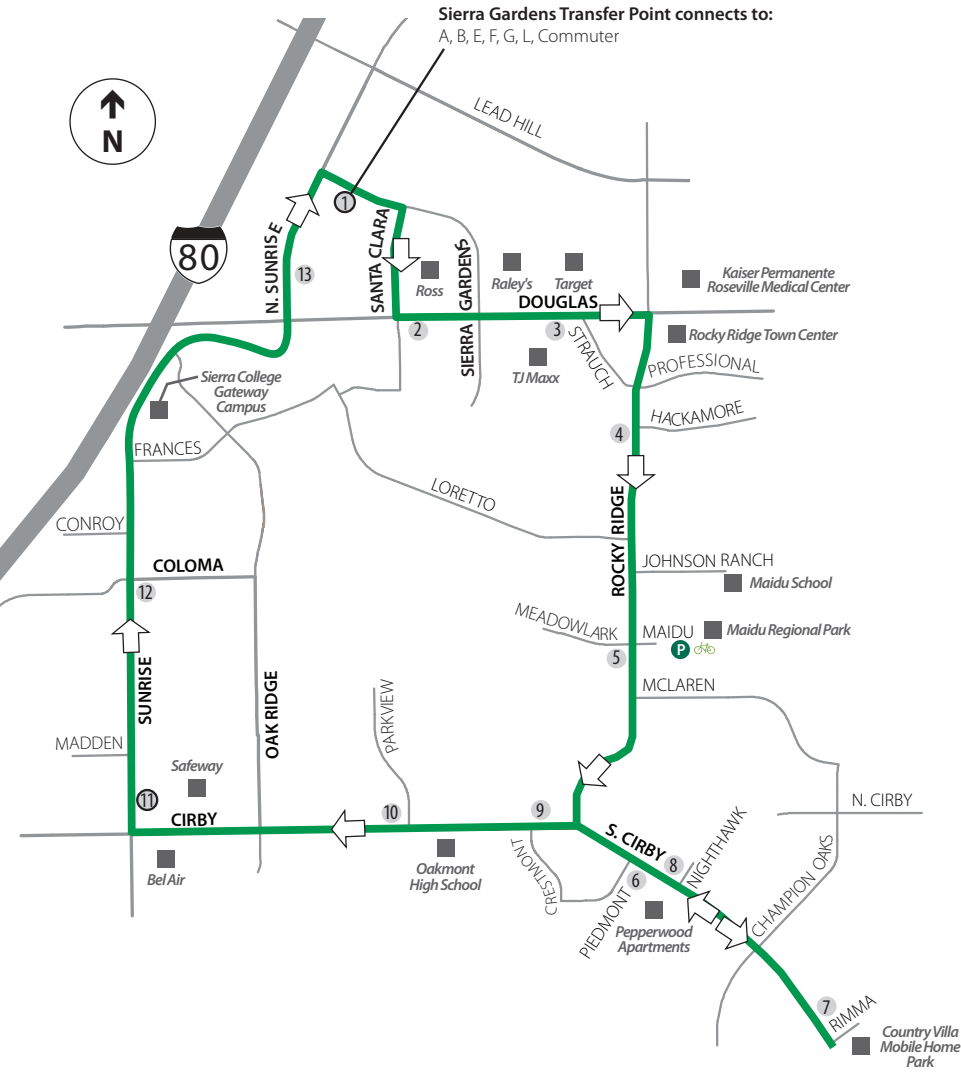 Sierra Gardens Transfer Point connects to:
A, B, E, F, G, L, Commuter
N
LEAD HILL
80
1
N. SUNRISE
SANTA CLARA
SIERRA GARDENS
13
Ross
Raley's
Target
DOUGLAS
Kaiser Permanente
Roseville Medical Center
2
3
STRAUCH
TJ Maxx
Rocky Ridge Town Center
PROFESSIONAL
Sierra College
Gateway
Campus
HACKAMORE
4
FRANCES
LORETTO
ROCKY RIDGE
CONROY
COLOMA
12
JOHNSON RANCH
Maidu School
MEADOWLARK
MAIDU
Maidu Regional Park
P
5
SUNRISE
OAK RIDGE
PARKVIEW
MCLAREN
MADDEN
Safeway
11
CIRBY
10
9
N. CIRBY
S. CIRBY
NIGHTHAWK
8
6
CRESTMONT
PIEDMONT
CHAMPION OAKS
Bel Air
Oakmont
High School
Pepperwood
Apartments
7
RIMMA
Country Villa
Mobile Home
Park